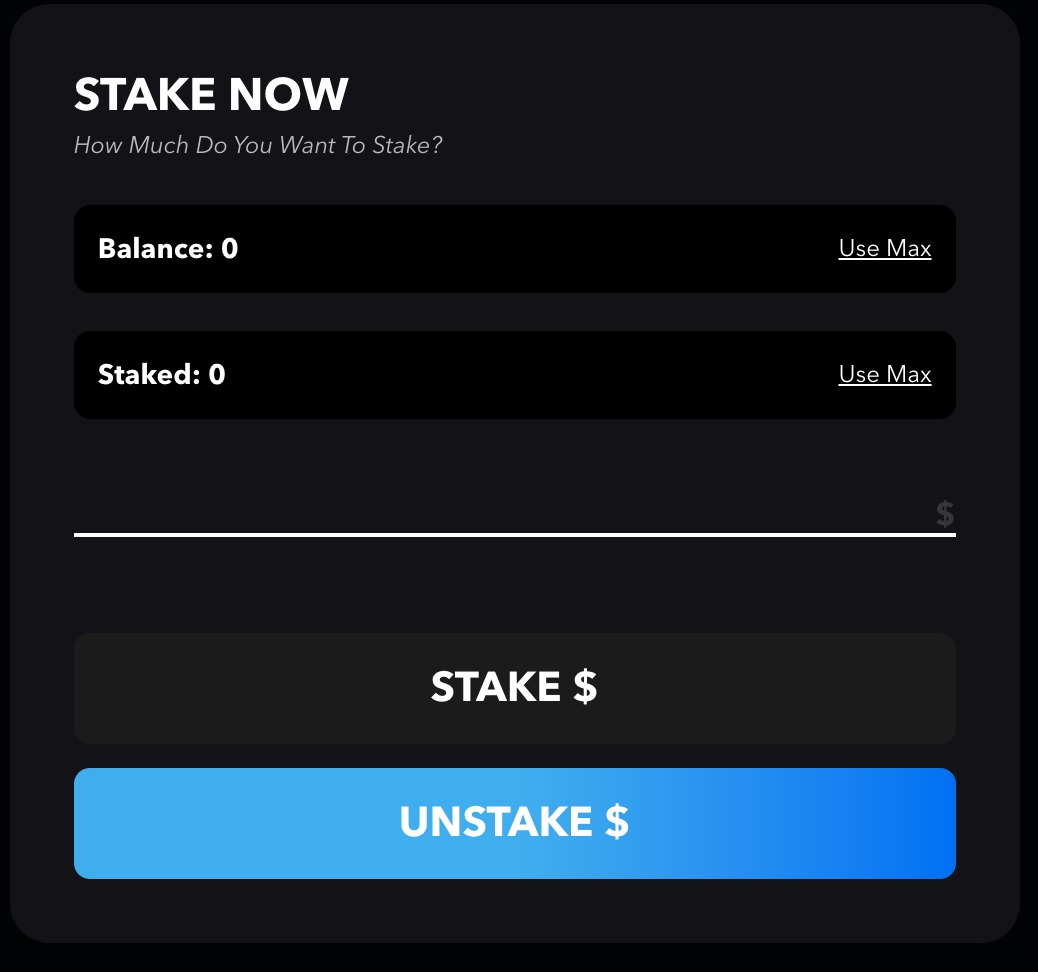 STAKE NOW
How Much Do You Want To Stake?
Balance: 0 Use Max
Staked: 0 Use Max
$
STAKE $
UNSTAKE $